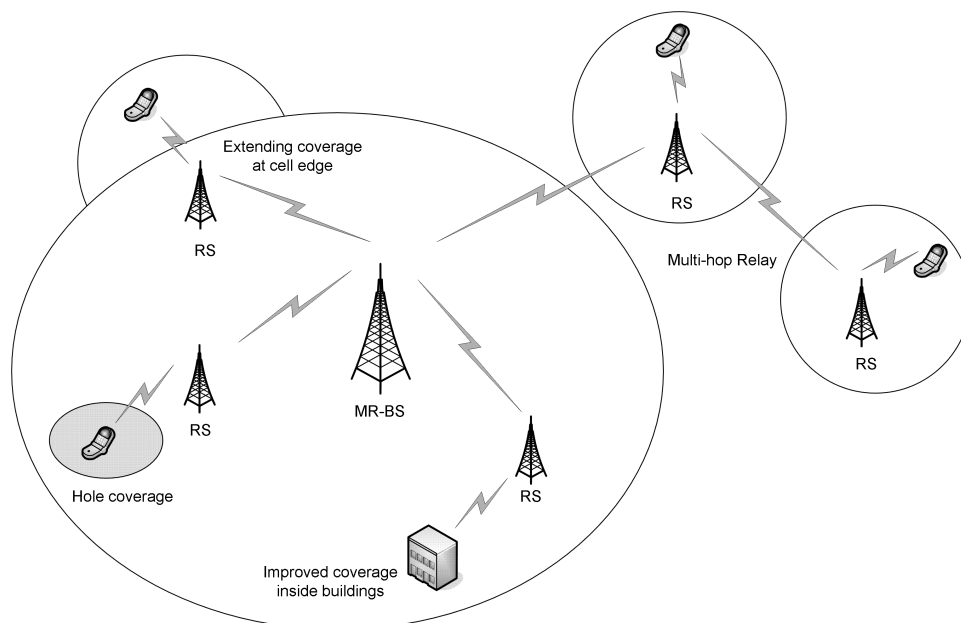 Extending coverage
at cell edge
RS
RS
Multi-hop Relay
RS
MR-BS
RS
Hole coverage
RS
Improved coverage
inside buildings